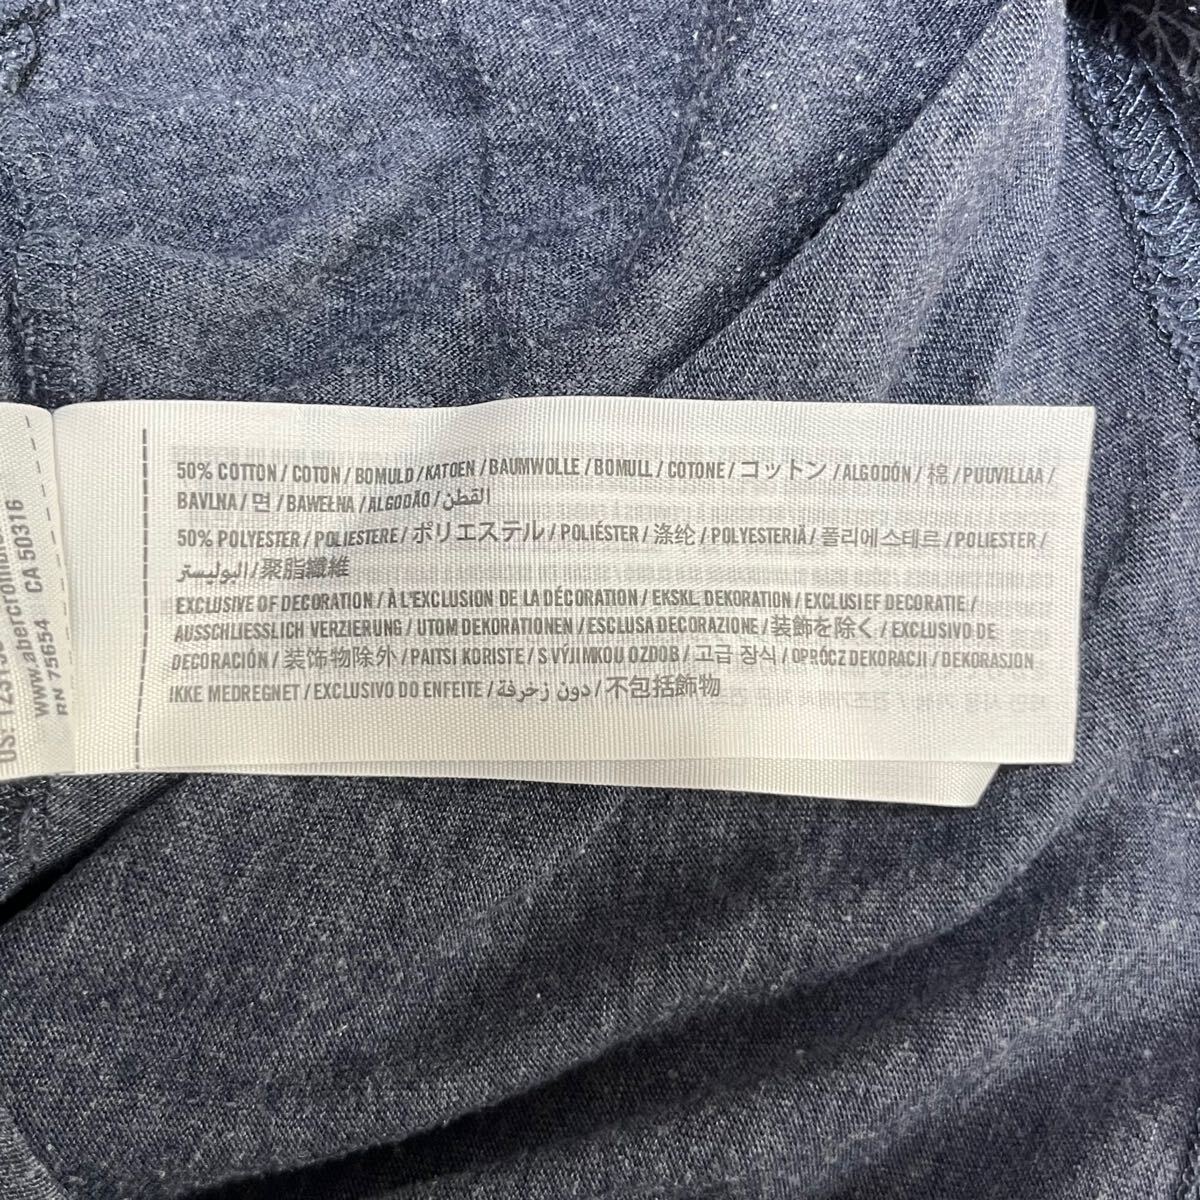 50% COTTON / COTON / BOMULD / KATOEN / BAUMWOLLE / BOMULL / COTONE / コットン / ALGODÓN / 棉 / PUUVILLAA /
BAVLNA / 면 / BAWEŁNA / ALGODÃO / القطن
50% POLYESTER / POLIESTERE / ポリエステル / POLIÉSTER / 涤纶 / POLYESTERIÄ / 폴리에스테르 / POLIESTER /
البوليستر / 聚脂纖維
EXCLUSIVE OF DECORATION / À L'EXCLUSION DE LA DÉCORATION / EKSKL. DEKORATION / EXCLUSIEF DECORATIE /
AUSSCHLIESSLICH VERZIERUNG / UTOM DEKORATIONEN / ESCLUSA DECORAZIONE / 装飾を除く / EXCLUSIVO DE
DECORACIÓN / 装饰物除外 / PAITSI KORISTE / S VÝJIMKOU OZDOB / 고급 장식 / OPRÓCZ DEKORACJI / DEKORASJON
IKKE MEDREGNET / EXCLUSIVO DO ENFEITE / دون زخرفة / 不包括飾物
www.abercrombie
RN 75654 CA 50316
US: